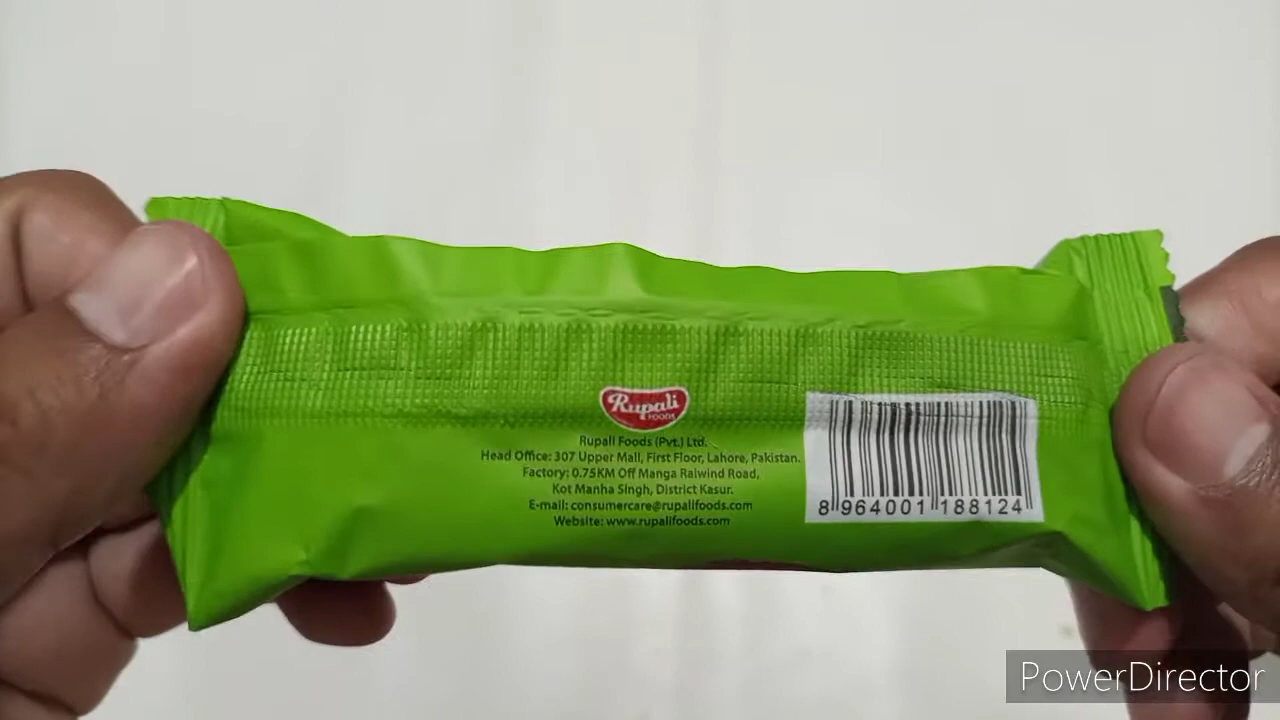 Rupali
FOODS
Rupali Foods (Pvt.) Ltd.
Head Office: 307 Upper Mall, First Floor, Lahore, Pakistan.
Factory: 0.75KM Off Manga Raiwind Road,
Kot Manha Singh, District Kasur.
E-mail: consumercare@rupalifoods.com
Website: www.rupalifoods.com
8 964001 188124
PowerDirector